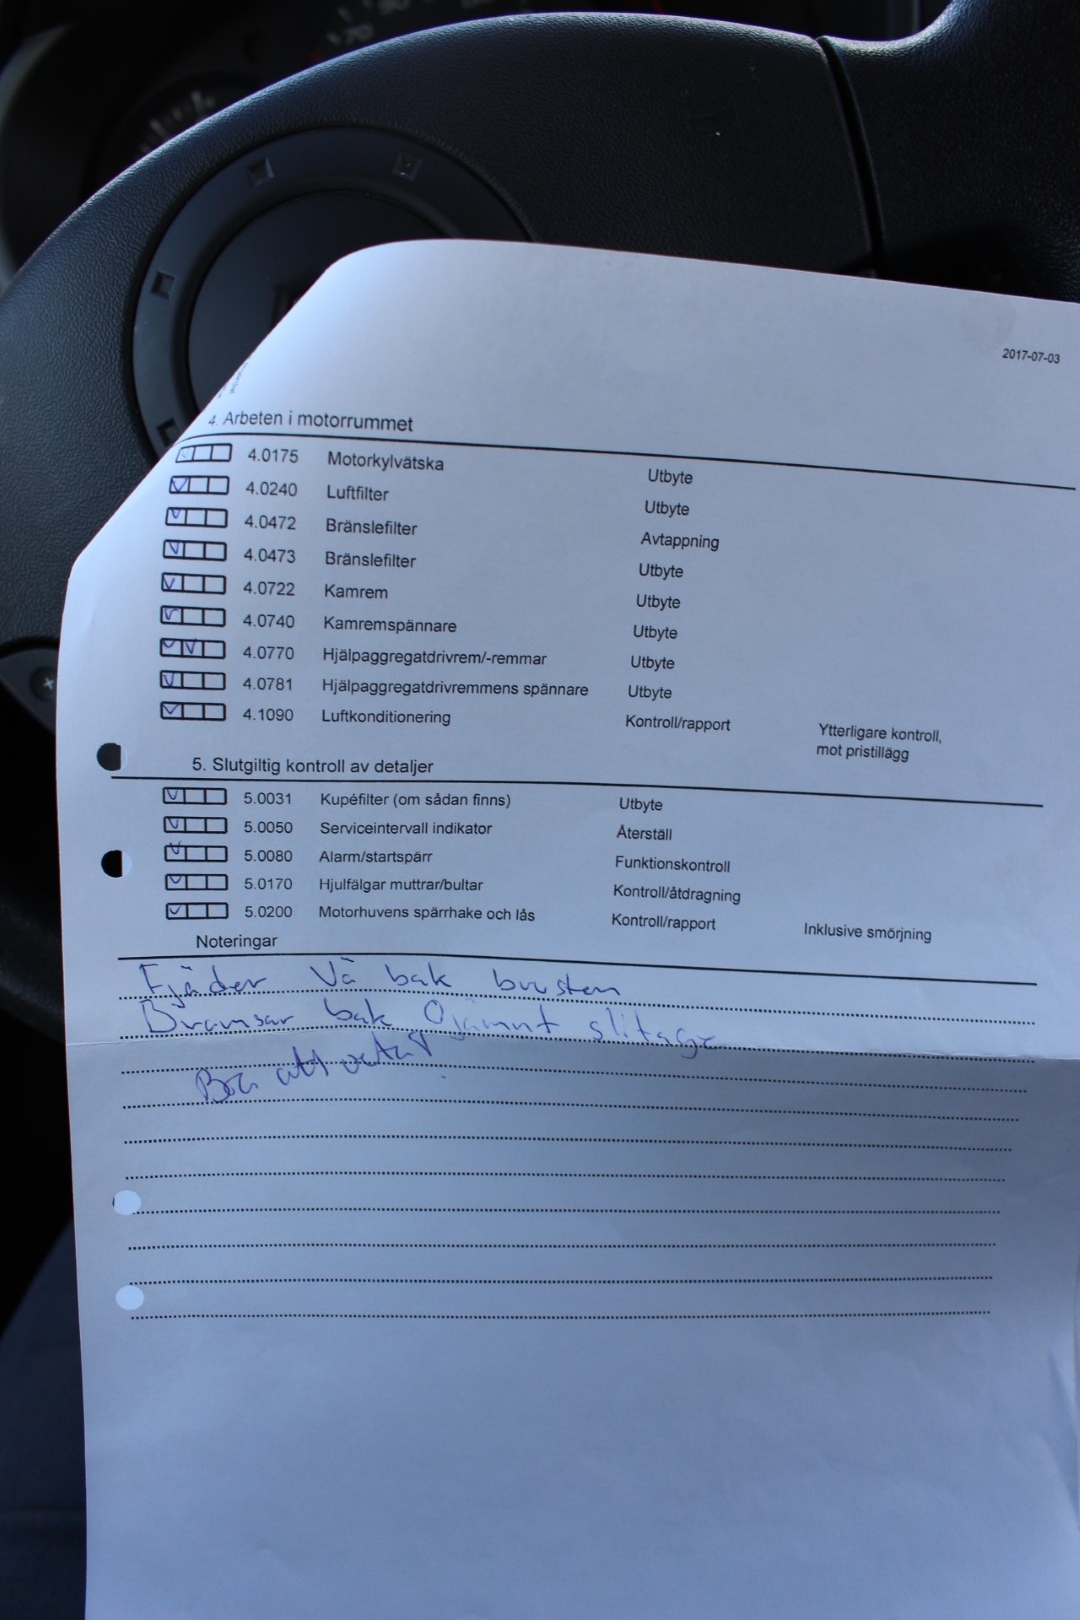 2017-07-03
4. Arbeten i motorrummet
4.0175 Motorkylvätska Utbyte
4.0240 Luftfilter Utbyte
4.0472 Bränslefilter Avtappning
4.0473 Bränslefilter Utbyte
4.0722 Kamrem Utbyte
4.0740 Kamremspännare Utbyte
4.0770 Hjälpaggregatdrivrem/-remmar Utbyte
4.0781 Hjälpaggregatdrivremmens spännare Utbyte
4.1090 Luftkonditionering Kontroll/rapport Ytterligare kontroll,
mot pristillägg
5. Slutgiltig kontroll av detaljer
5.0031 Kupéfilter (om sådan finns) Utbyte
5.0050 Serviceintervall indikator Återställ
5.0080 Alarm/startspärr Funktionskontroll
5.0170 Hjulfälgar muttrar/bultar Kontroll/åtdragning
5.0200 Motorhuvens spärrhake och lås Kontroll/rapport Inklusive smörjning
Noteringar
Fjäder Vä bak brusten
Bromsar bak Ojämnt slitage
Bra att veta!